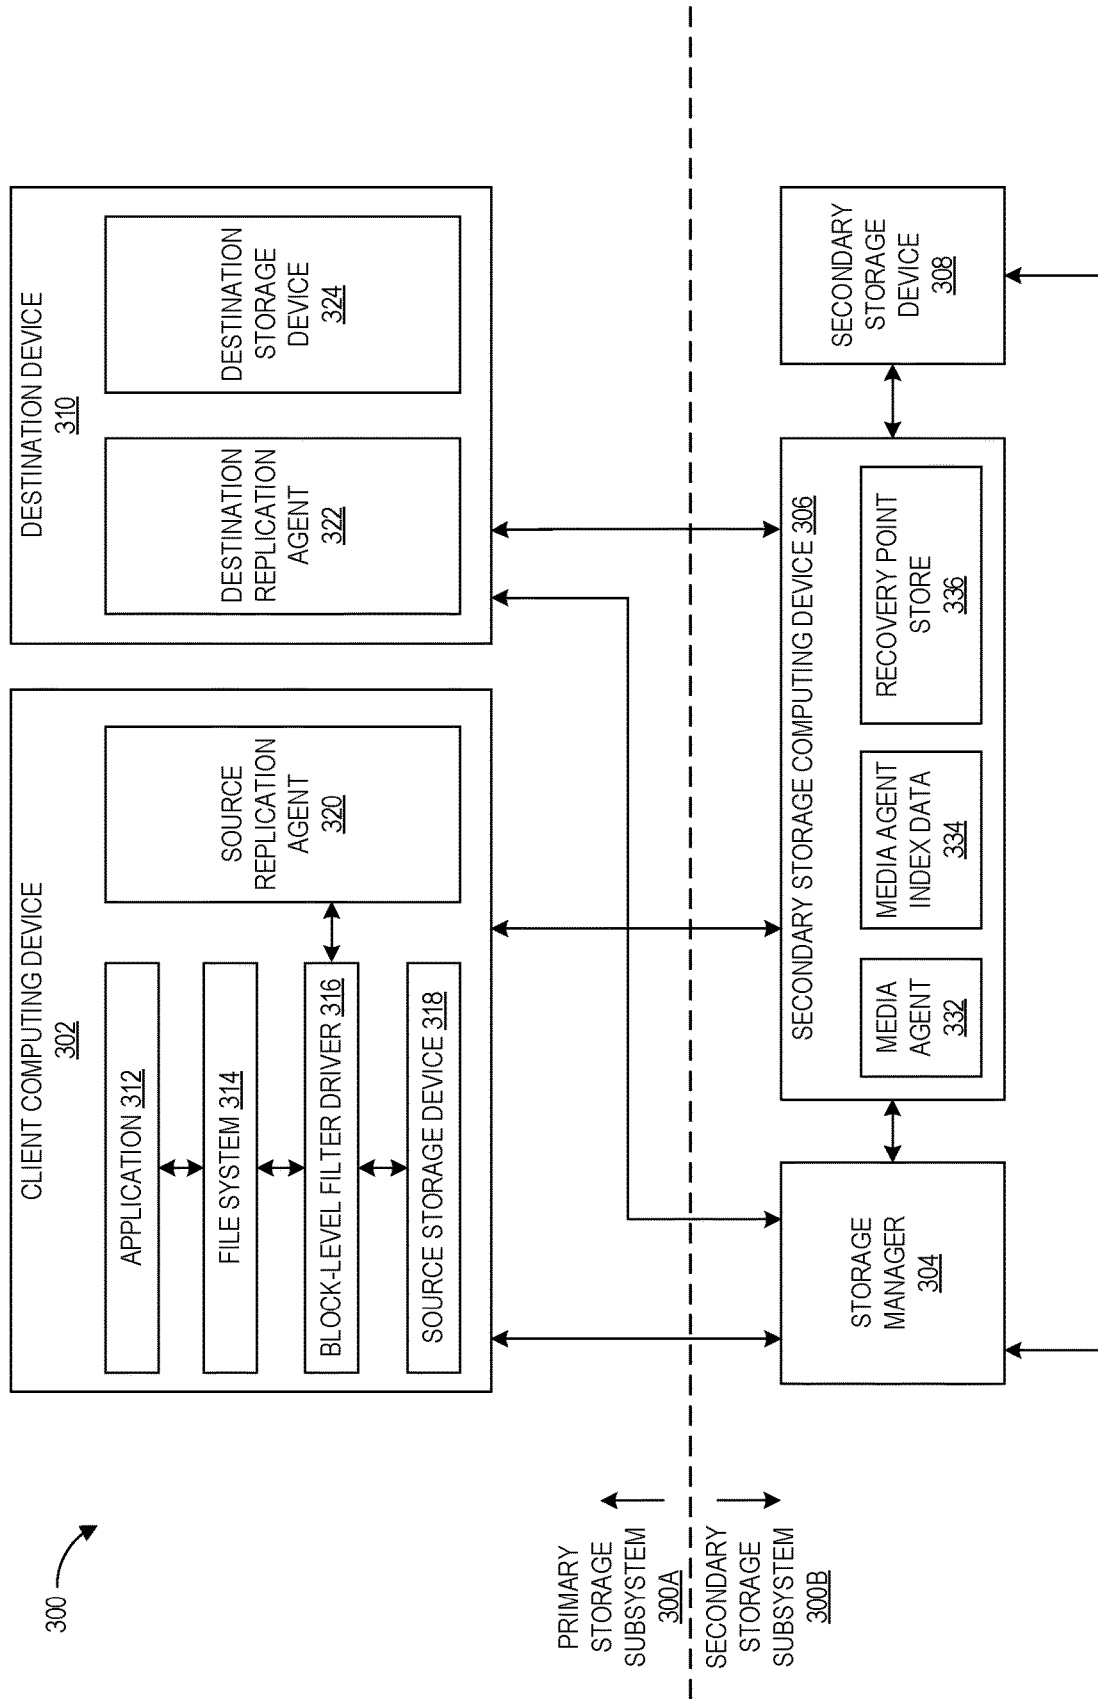 300
CLIENT COMPUTING DEVICE
302
APPLICATION 312
FILE SYSTEM 314
BLOCK-LEVEL FILTER DRIVER 316
SOURCE STORAGE DEVICE 318
SOURCE
REPLICATION
AGENT
320
DESTINATION DEVICE
310
DESTINATION
REPLICATION
AGENT
322
DESTINATION
STORAGE
DEVICE
324
PRIMARY
STORAGE
SUBSYSTEM
300A
SECONDARY
STORAGE
SUBSYSTEM
300B
STORAGE
MANAGER
304
SECONDARY STORAGE COMPUTING DEVICE 306
MEDIA
AGENT
332
MEDIA AGENT
INDEX DATA
334
RECOVERY POINT
STORE
336
SECONDARY
STORAGE
DEVICE
308